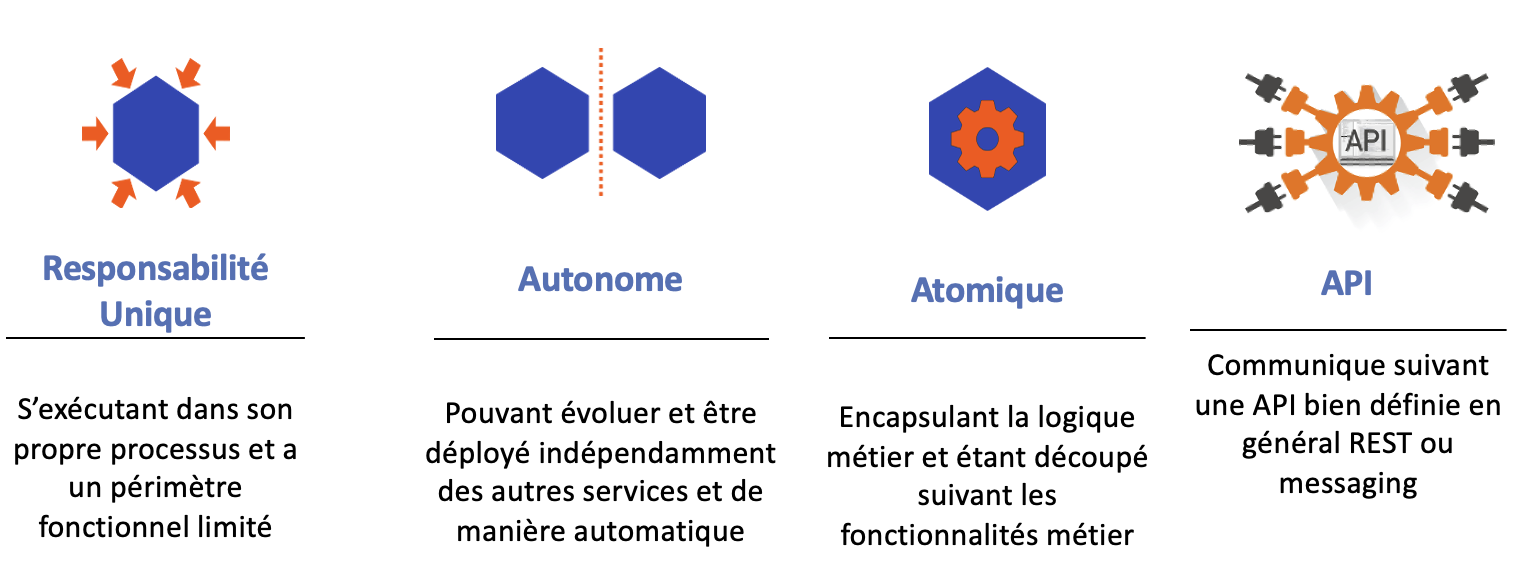 Responsabilité
Unique
S’exécutant dans son
propre processus et a
un périmètre
fonctionnel limité
Autonome
Pouvant évoluer et être
déployé indépendamment
des autres services et de
manière automatique
Atomique
Encapsulant la logique
métier et étant découpé
suivant les
fonctionnalités métier
API
API
Communique suivant
une API bien définie en
général REST ou
messaging